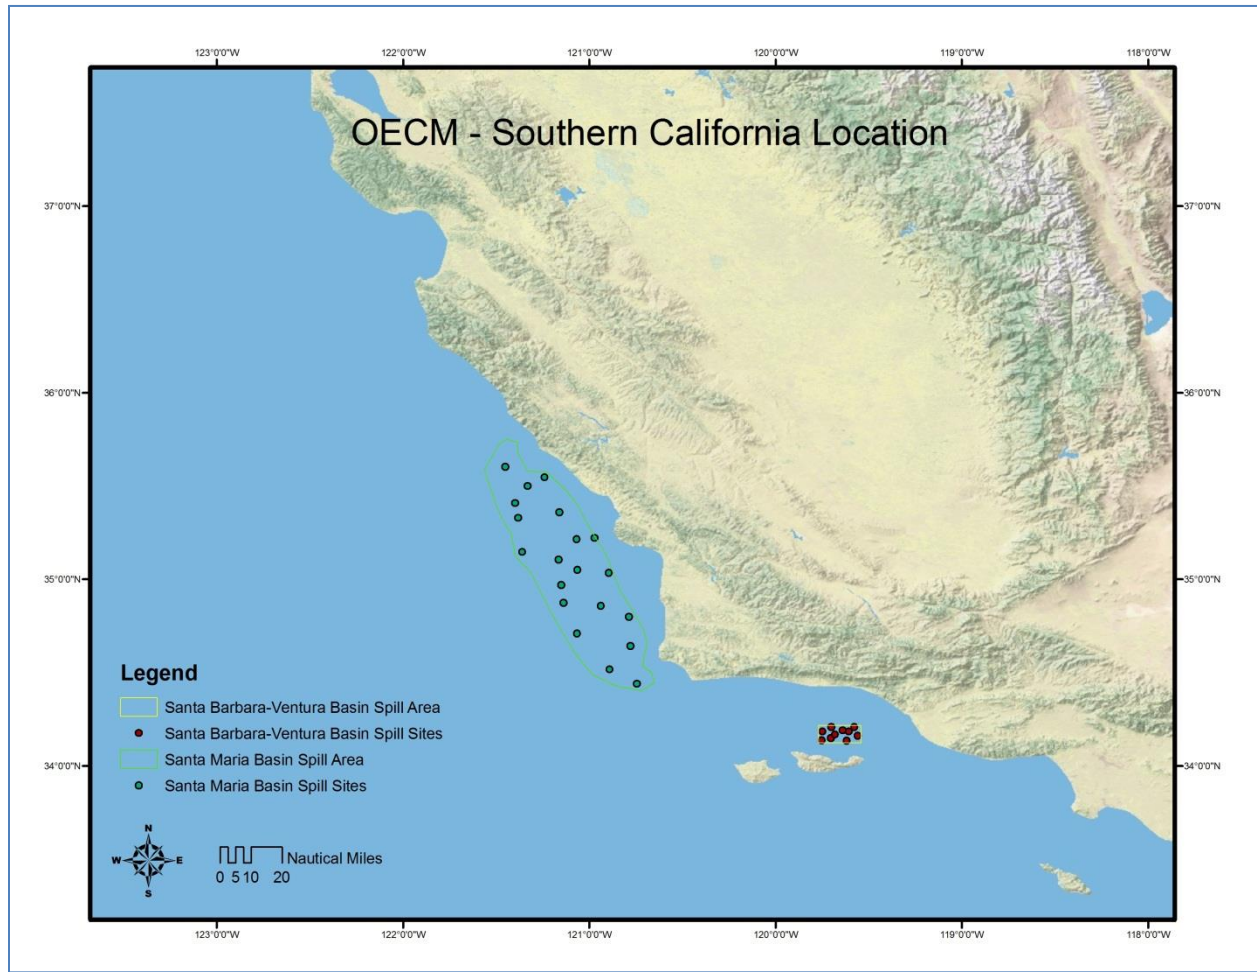 123°0'0"W 122°0'0"W 121°0'0"W 120°0'0"W 119°0'0"W 118°0'0"W
OECM - Southern California Location
37°0'0"N 37°0'0"N
36°0'0"N 36°0'0"N
35°0'0"N 35°0'0"N
Legend
Santa Barbara-Ventura Basin Spill Area
Santa Barbara-Ventura Basin Spill Sites
Santa Maria Basin Spill Area
34°0'0"N 34°0'0"N
Santa Maria Basin Spill Sites
N
W E
S
Nautical Miles
0 5 10 20
123°0'0"W 122°0'0"W 121°0'0"W 120°0'0"W 119°0'0"W 118°0'0"W